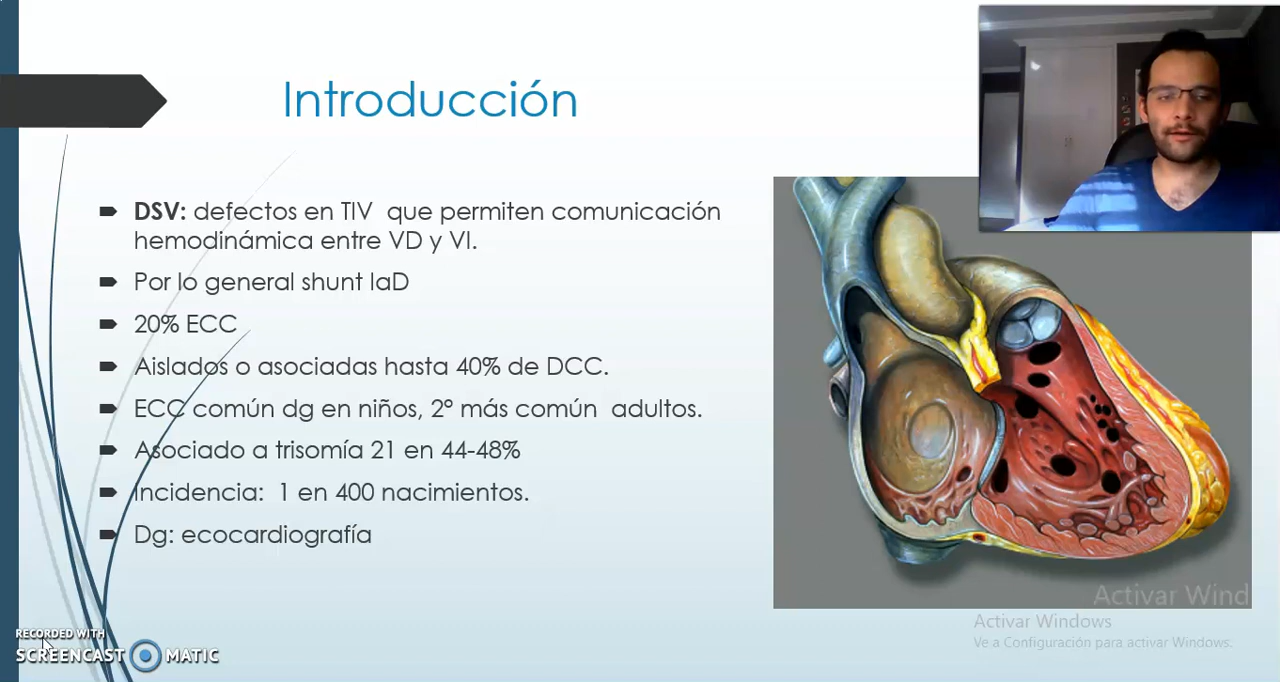 Introducción
DSV: defectos en TIV que permiten comunicación
hemodinámica entre VD y VI.
Por lo general shunt IaD
20% ECC
Aislados o asociadas hasta 40% de DCC.
ECC común dg en niños, 2º más común adultos.
Asociado a trisomía 21 en 44-48%
Incidencia: 1 en 400 nacimientos.
Dg: ecocardiografía
Activar Wind
Activar Windows
Ve a Configuración para activar Windows.
RECORDED WITH
SCREENCAST MATIC